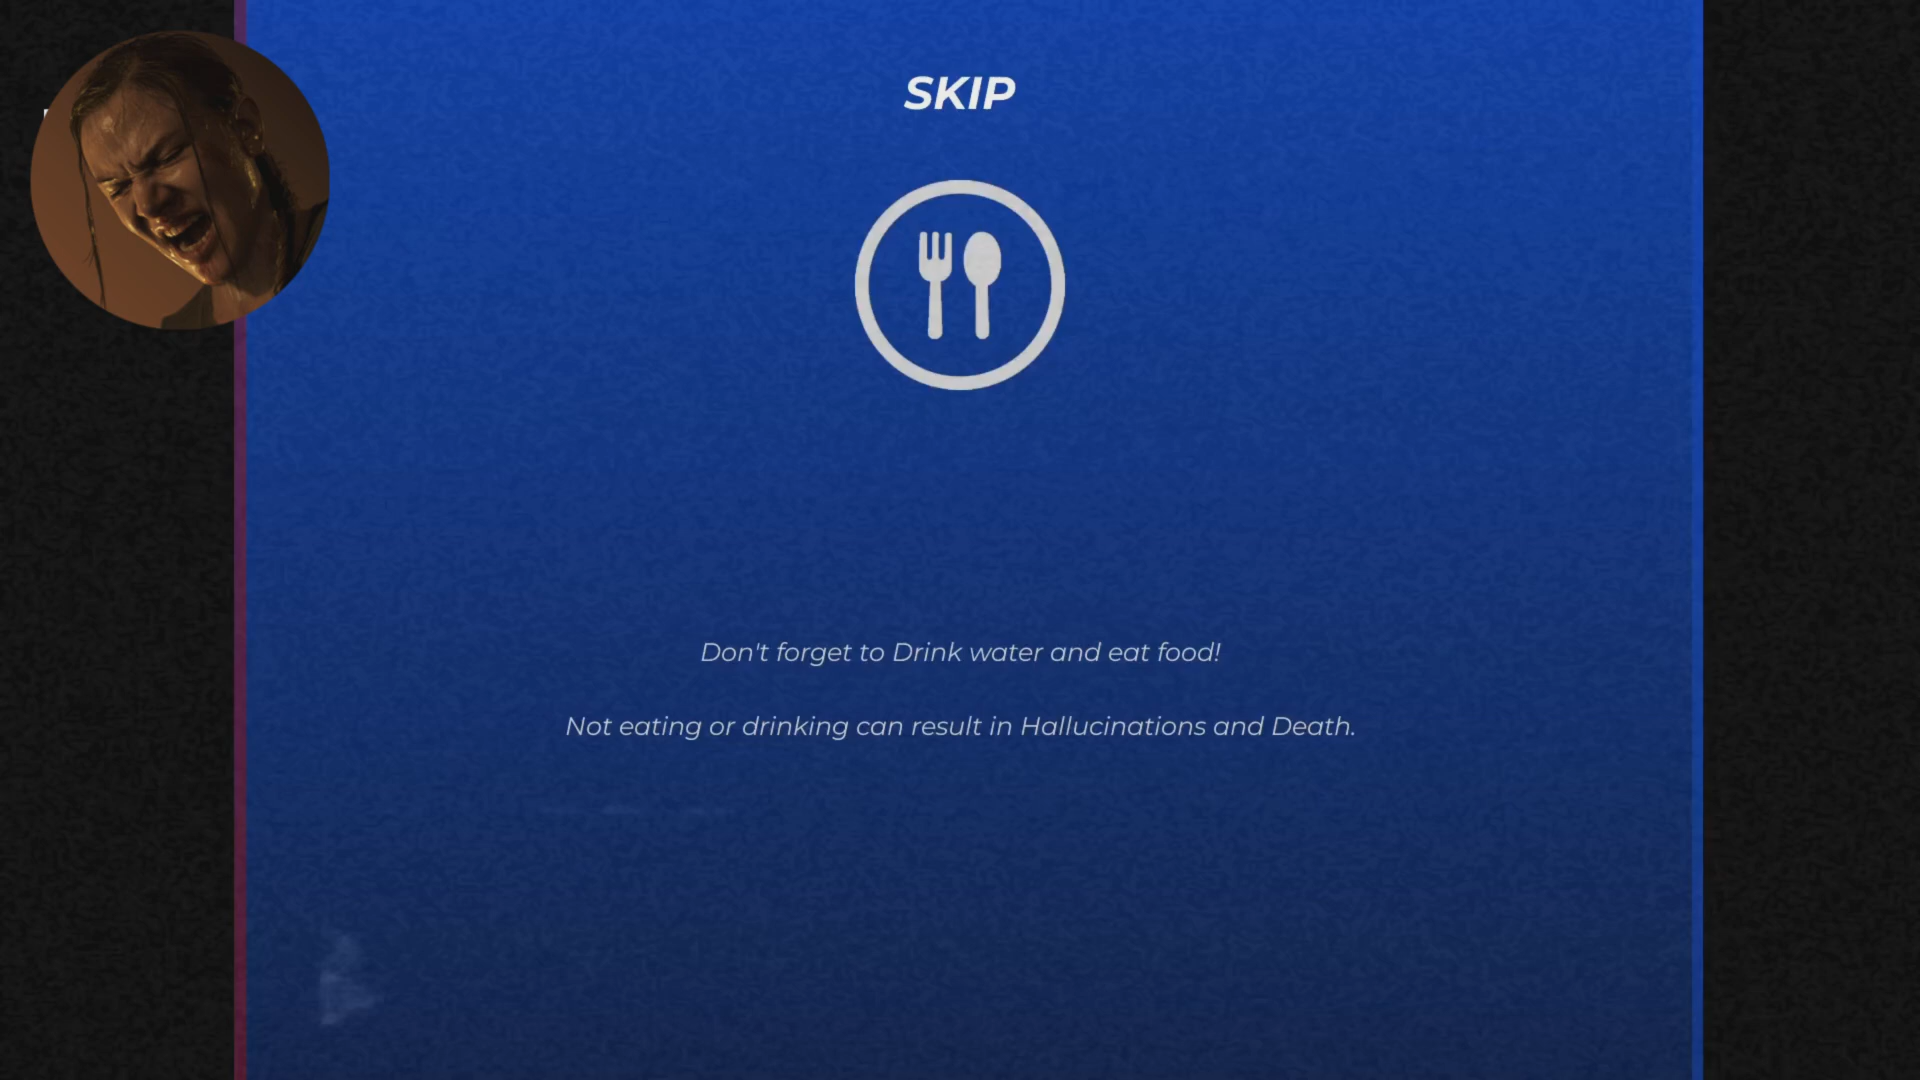 SKIP
Don't forget to Drink water and eat food!
Not eating or drinking can result in Hallucinations and Death.